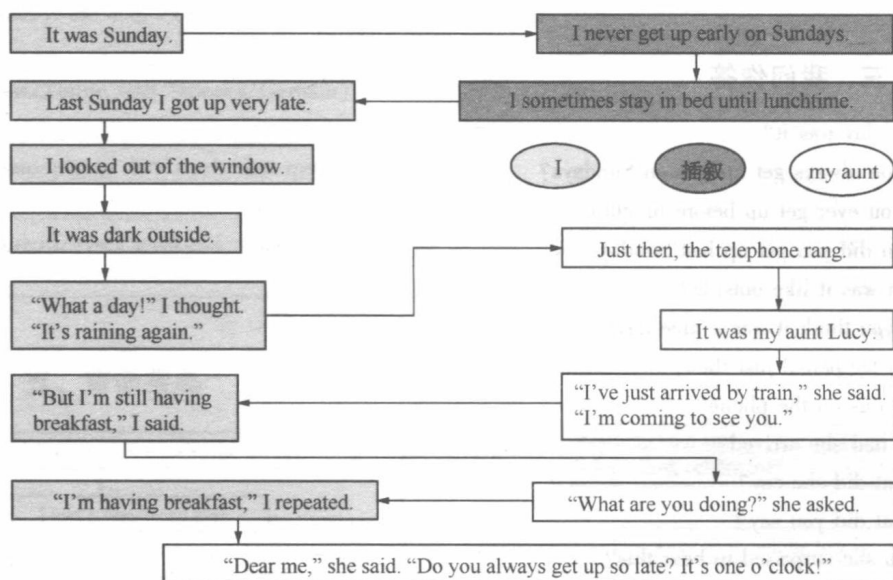 It was Sunday.
I never get up early on Sundays.
I sometimes stay in bed until lunchtime.
Last Sunday I got up very late.
I looked out of the window.
I
插叙
my aunt
It was dark outside.
Just then, the telephone rang.
“What a day!” I thought.
“It’s raining again.”
It was my aunt Lucy.
“I’ve just arrived by train,” she said.
“I’m coming to see you.”
“But I’m still having
breakfast,” I said.
“What are you doing?” she asked.
“I’m having breakfast,” I repeated.
“Dear me,” she said. “Do you always get up so late? It’s one o’clock!”